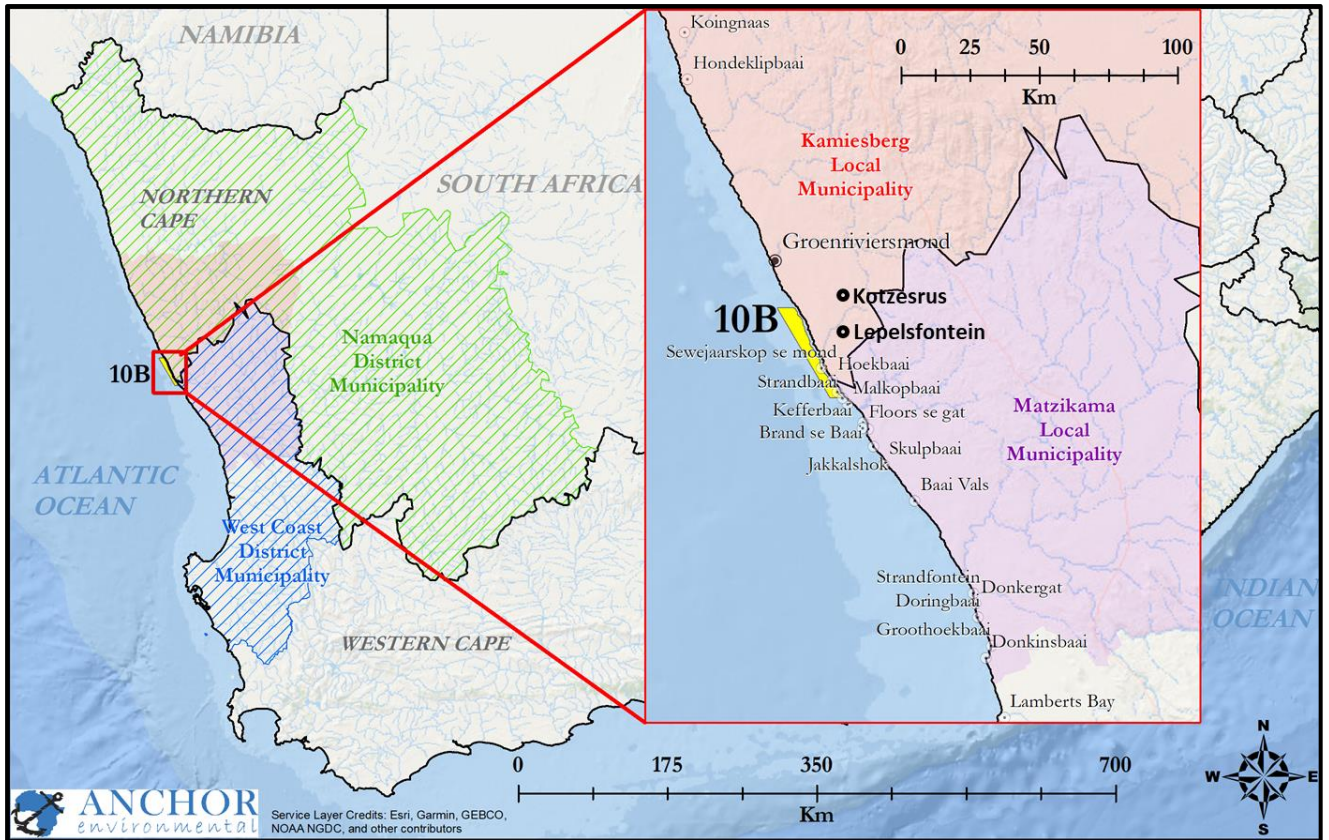 NAMIBIA
SOUTH AFRICA
NORTHERN
CAPE
Namaqua
District
Municipality
10B
ATLANTIC
OCEAN
West Coast
District
Municipality
WESTERN CAPE
INDIAN
OCEAN
Koingnaas
Hondeklipbaai
0 25 50 100
Km
Kamiesberg
Local
Municipality
Groenriviersmond
Kotzesrus
10B
Lepelsfontein
Sewejaarskop se mond
Hoekbaai
Strandbaai
Malkopbaai
Kefferbaai
Floors se gat
Brand se Baai
Matzikama
Local
Municipality
Skulpbaai
Jakkalshok
Baai Vals
Strandfontein
Donkergat
Doringbaai
Groothoekbaai
Donkinsbaai
Lamberts Bay
0 175 350 700
Km
N
W E
S
ANCHOR
environmental
Service Layer Credits: Esri, Garmin, GEBCO,
NOAA NGDC, and other contributors